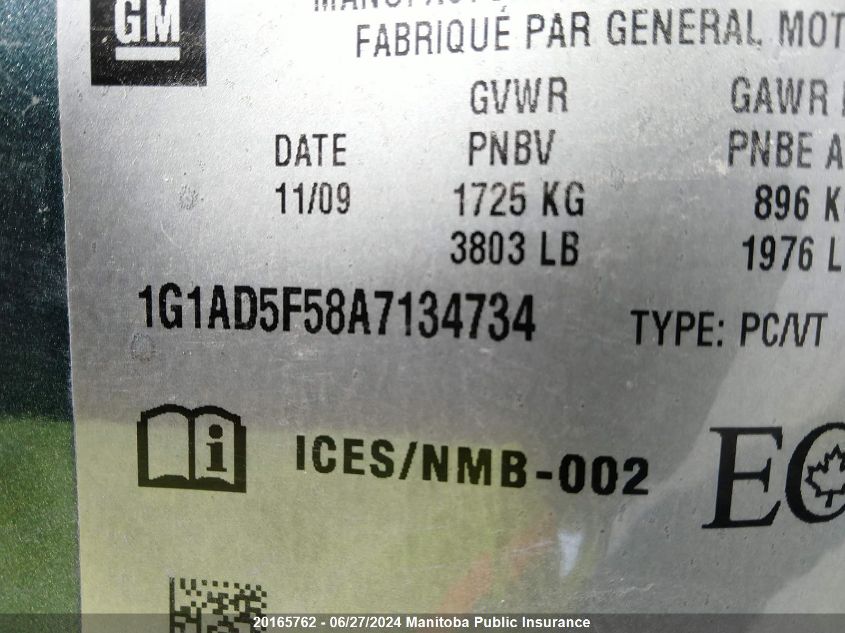 GM
FABRIQUÉ PAR GENERAL MOT
GVWR GAWR
DATE PNBV PNBE A
11/09 1725 KG 896 K
3803 LB 1976 L
1G1AD5F58A7134734 TYPE: PC/VT
i ICES/NMB-002
20165762 - 06/27/2024 Manitoba Public Insurance